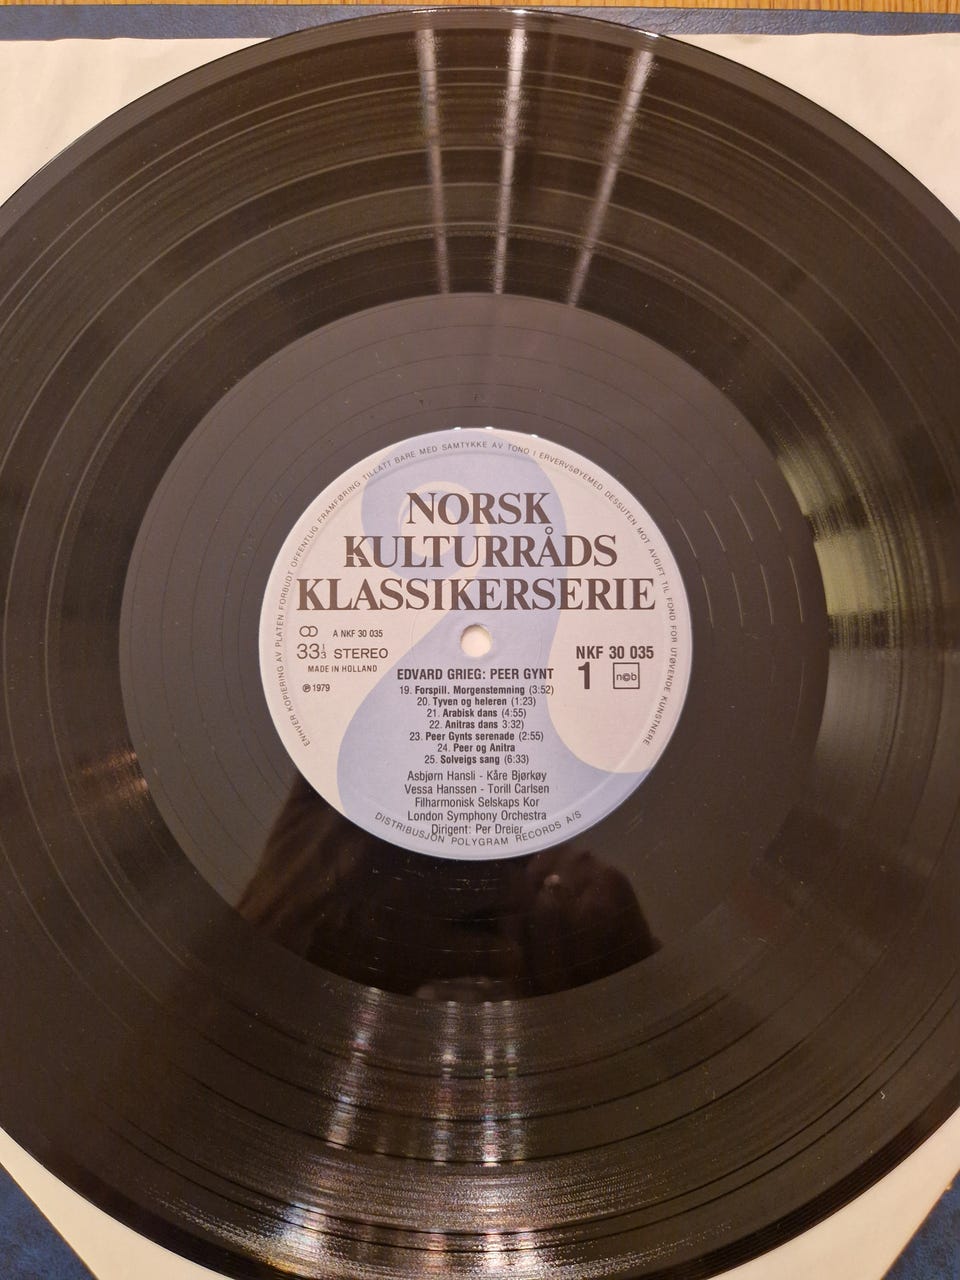 ENHVER KOPIERING AV PLATEN FORBUDT OFFENTLIG FRAMFØRING TILLATT BARE MED SAMTYKKE AV TONO I ERVERVSØYEMED DESSUTEN MOT AVGIFT TIL FOND FOR UTØVENDE KUNSTNERE
NORSK
KULTURRÅDS
KLASSIKERSERIE
A NKF 30 035
33⅓ STEREO
MADE IN HOLLAND
℗ 1979
NKF 30 035
1
n©b
EDVARD GRIEG: PEER GYNT
19. Forspill. Morgenstemning (3:52)
20. Tyven og heleren (1:23)
21. Arabisk dans (4:55)
22. Anitras dans 3:32)
23. Peer Gynts serenade (2:55)
24. Peer og Anitra
25. Solveigs sang (6:33)
Asbjørn Hansli - Kåre Bjørkøy
Vessa Hanssen - Torill Carlsen
Filharmonisk Selskaps Kor
London Symphony Orchestra
Dirigent: Per Dreier
DISTRIBUSJON POLYGRAM RECORDS A/S